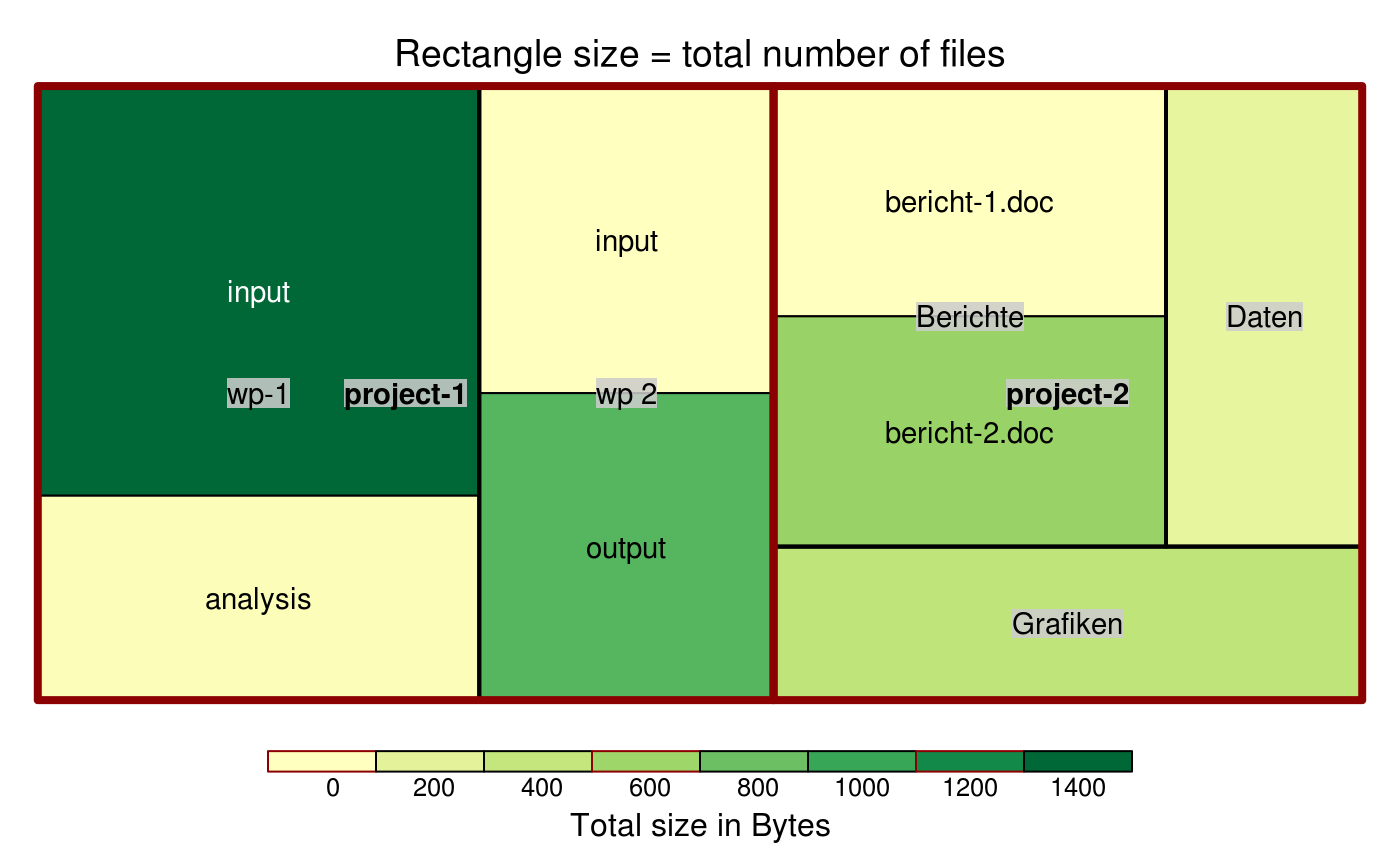 Rectangle size = total number of files
input
wp-1
project-1
analysis
input
wp 2
output
bericht-1.doc
Berichte
project-2
bericht-2.doc
Daten
Grafiken
0 200 400 600 800 1000 1200 1400
Total size in Bytes